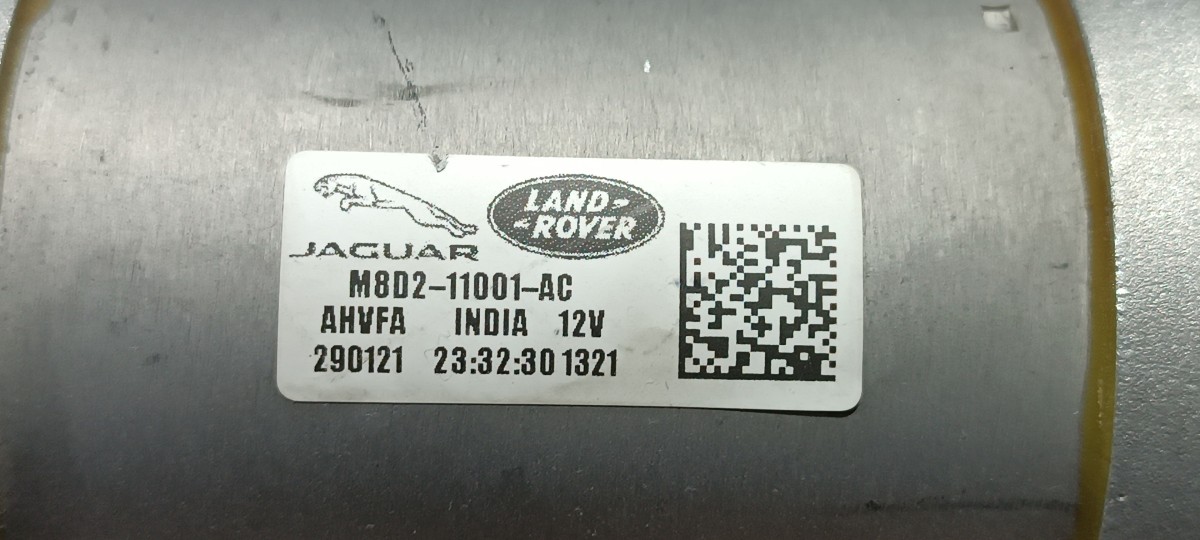 JAGUAR
LAND-
-ROVER
M8D2-11001-AC
AHVFA INDIA 12V
290121 23:32:30 1321